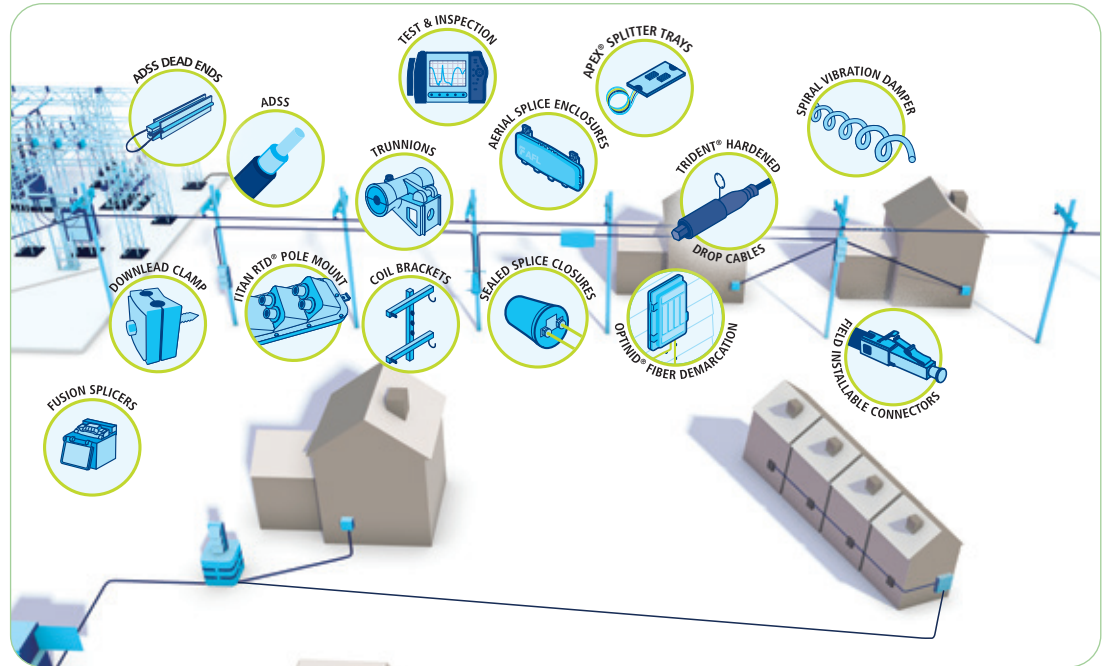 TEST & INSPECTION
APEX® SPLITTER TRAYS
ADSS DEAD ENDS
ADSS
AERIAL SPLICE ENCLOSURES
SPIRAL VIBRATION DAMPER
TRUNNIONS
AFL
TRIDENT® HARDENED
DROP CABLES
DOWNLEAD CLAMP
TITAN RTD® POLE MOUNT
COIL BRACKETS
SEALED SPLICE CLOSURES
OPTINID® FIBER DEMARCATION
FIELD INSTALLABLE CONNECTORS
FUSION SPLICERS